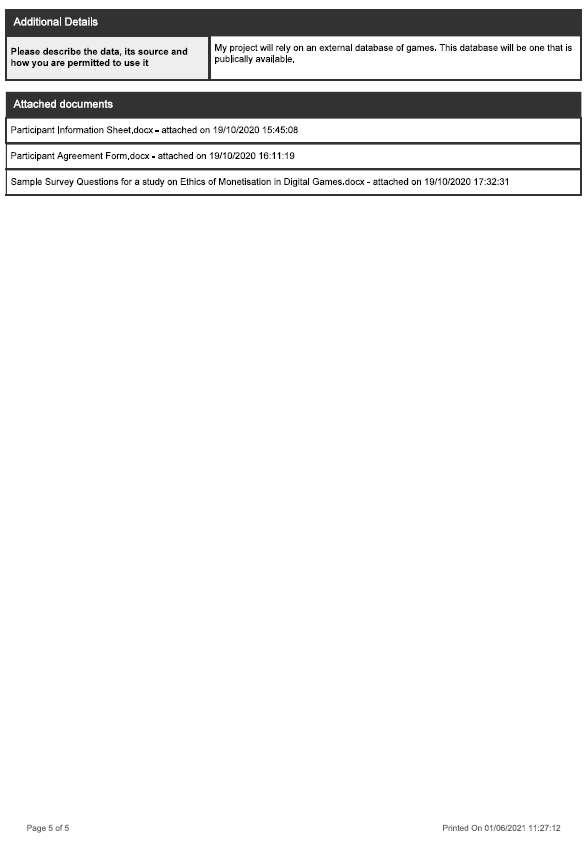 Additional Details
Please describe the data, its source and
how you are permitted to use it
My project will rely on an external database of games. This database will be one that is
publically available.
Attached documents
Participant Information Sheet.docx - attached on 19/10/2020 15:45:08
Participant Agreement Form.docx - attached on 19/10/2020 16:11:19
Sample Survey Questions for a study on Ethics of Monetisation in Digital Games.docx - attached on 19/10/2020 17:32:31
Page 5 of 5
Printed On 01/06/2021 11:27:12